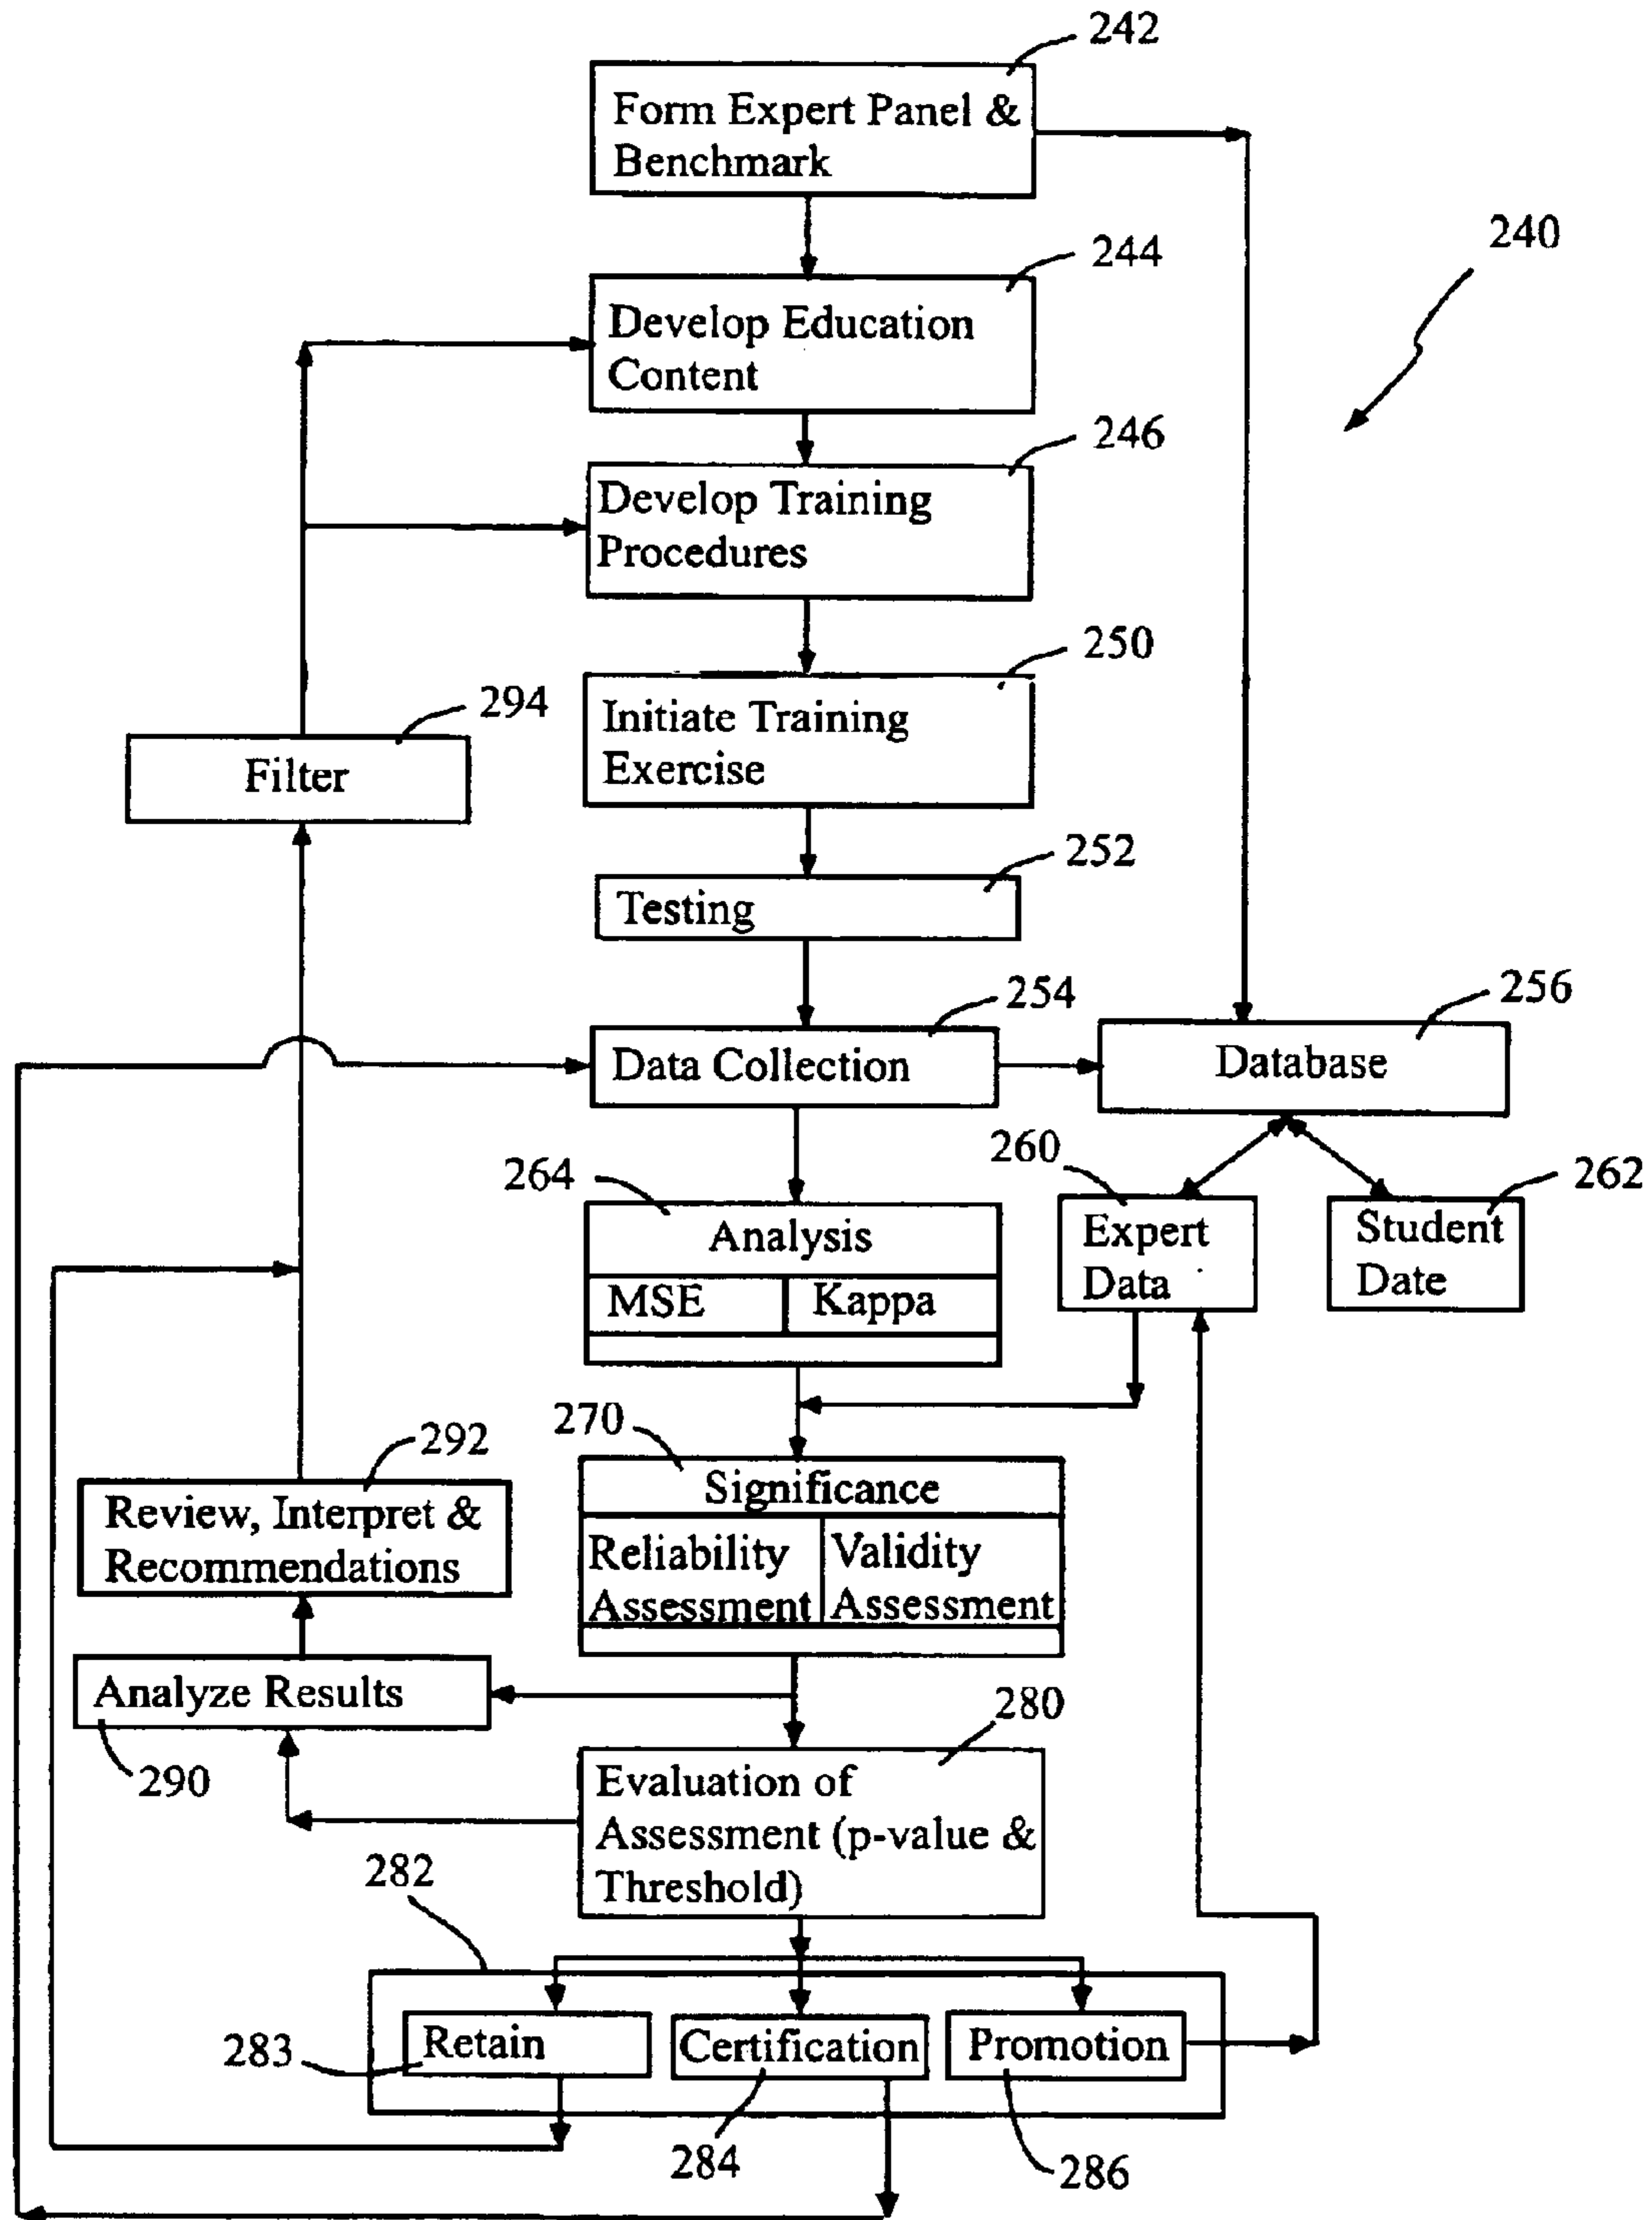 242
Form Expert Panel &
Benchmark
240
244
Develop Education
Content
246
Develop Training
Procedures
250
Initiate Training
Exercise
294
Filter
252
Testing
254
Data Collection
256
Database
260
Expert
Data
262
Student
Date
264
Analysis
MSE
Kappa
270
Significance
Reliability
Assessment
Validity
Assessment
292
Review, Interpret &
Recommendations
Analyze Results
290
280
Evaluation of
Assessment (p-value &
Threshold)
282
283
Retain
Certification
284
Promotion
286